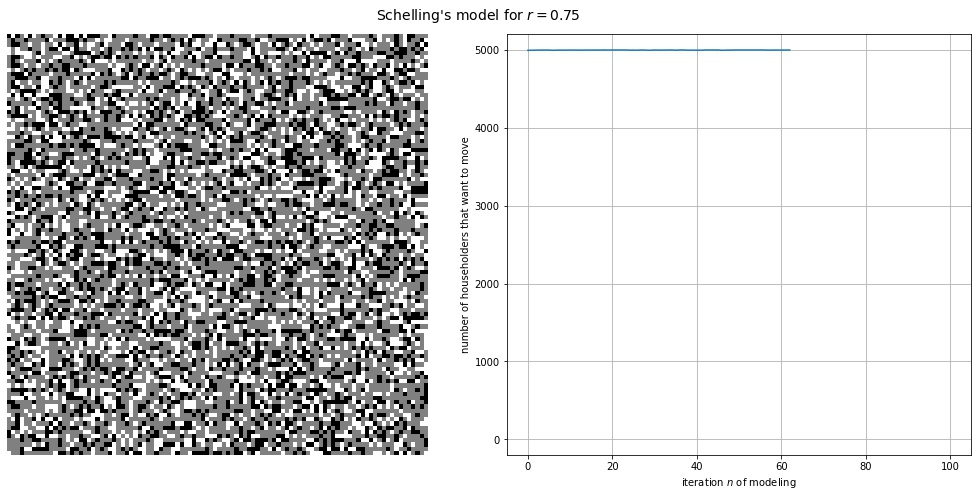 Schelling's model for r = 0.75
5000
4000
3000
2000
1000
0
number of householders that want to move
0 20 40 60 80 100
iteration n of modeling